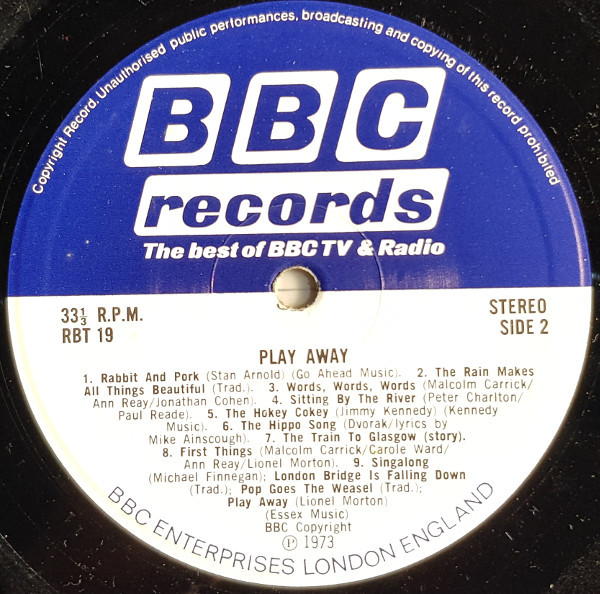 Copyright Record. Unauthorised public performances, broadcasting and copying of this record prohibited
BBC
records
The best of BBC TV & Radio
33⅓ R.P.M.
RBT 19
STEREO
SIDE 2
PLAY AWAY
1. Rabbit And Pork (Stan Arnold) (Go Ahead Music). 2. The Rain Makes
All Things Beautiful (Trad.). 3. Words, Words, Words (Malcolm Carrick/
Ann Reay/Jonathan Cohen). 4. Sitting By The River (Peter Charlton/
Paul Reade). 5. The Hokey Cokey (Jimmy Kennedy) (Kennedy
Music). 6. The Hippo Song (Dvorak/lyrics by
Mike Ainscough). 7. The Train To Glasgow (story).
8. First Things (Malcolm Carrick/Carole Ward/
Ann Reay/Lionel Morton). 9. Singalong
(Michael Finnegan); London Bridge Is Falling Down
(Trad.); Pop Goes The Weasel (Trad.);
Play Away (Lionel Morton)
(Essex Music)
BBC Copyright
℗ 1973
BBC ENTERPRISES LONDON ENGLAND